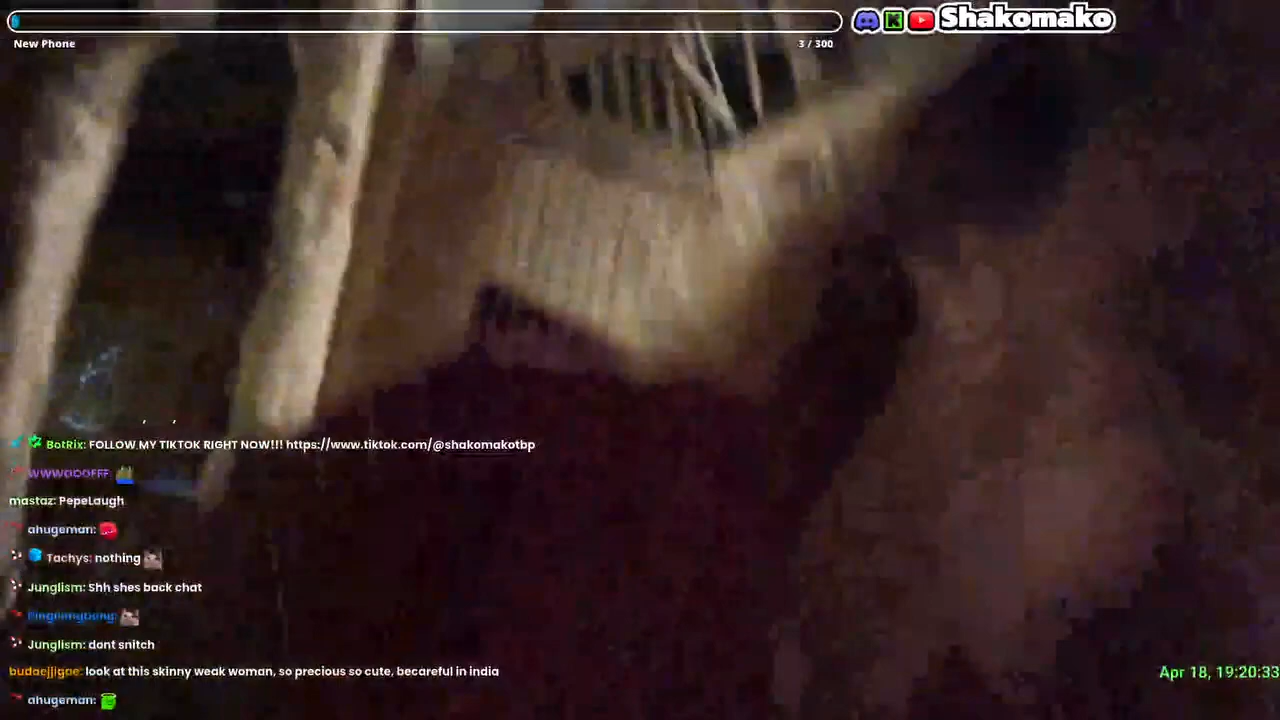 Shakomako
New Phone
3 / 300
BotRix: FOLLOW MY TIKTOK RIGHT NOW!!! https://www.tiktok.com/@shakomakotbp
WWWOOOFFF:
mastaz: PepeLaugh
ahugeman:
Tachys: nothing
Junglism: Shh shes back chat
Junglism: dont snitch
look at this skinny weak woman, so precious so cute, becareful in india
Apr 18, 19:20:33
ahugeman: